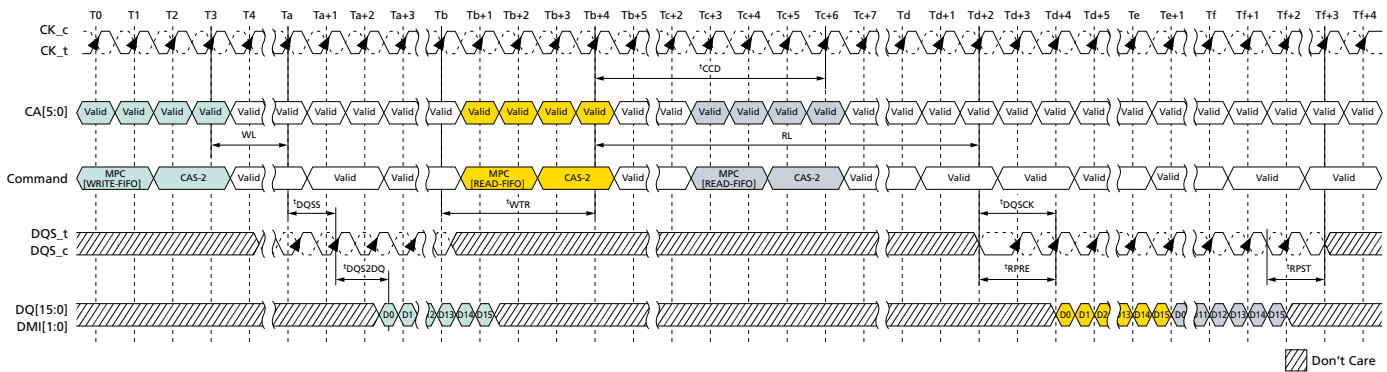 T0 T1 T2 T3 T4 Ta Ta+1 Ta+2 Ta+3 Tb Tb+1 Tb+2 Tb+3 Tb+4 Tb+5 Tc+2 Tc+3 Tc+4 Tc+5 Tc+6 Tc+7 Td Td+1 Td+2 Td+3 Td+4 Td+5 Te Te+1 Tf Tf+1 Tf+2 Tf+3 Tf+4
CK_c
CK_t
tCCD
CA[5:0] Valid Valid Valid Valid Valid Valid Valid Valid Valid Valid Valid Valid Valid Valid Valid Valid Valid Valid Valid Valid Valid Valid Valid Valid Valid Valid Valid Valid Valid Valid Valid Valid Valid Valid
WL RL
Command MPC [WRITE-FIFO] CAS-2 Valid Valid Valid MPC [READ-FIFO] CAS-2 Valid MPC [READ-FIFO] CAS-2 Valid Valid Valid Valid Valid Valid Valid
tDQSS tWTR tDQSCK
DQS_t
DQS_c
tDQS2DQ tRPRE tRPST
DQ[15:0] D0 D1 2 D13 D14 D15 D0 D1 D2 13 D14 D15 D0 D11 D12 D13 D14 D15
DMI[1:0]
Don't Care